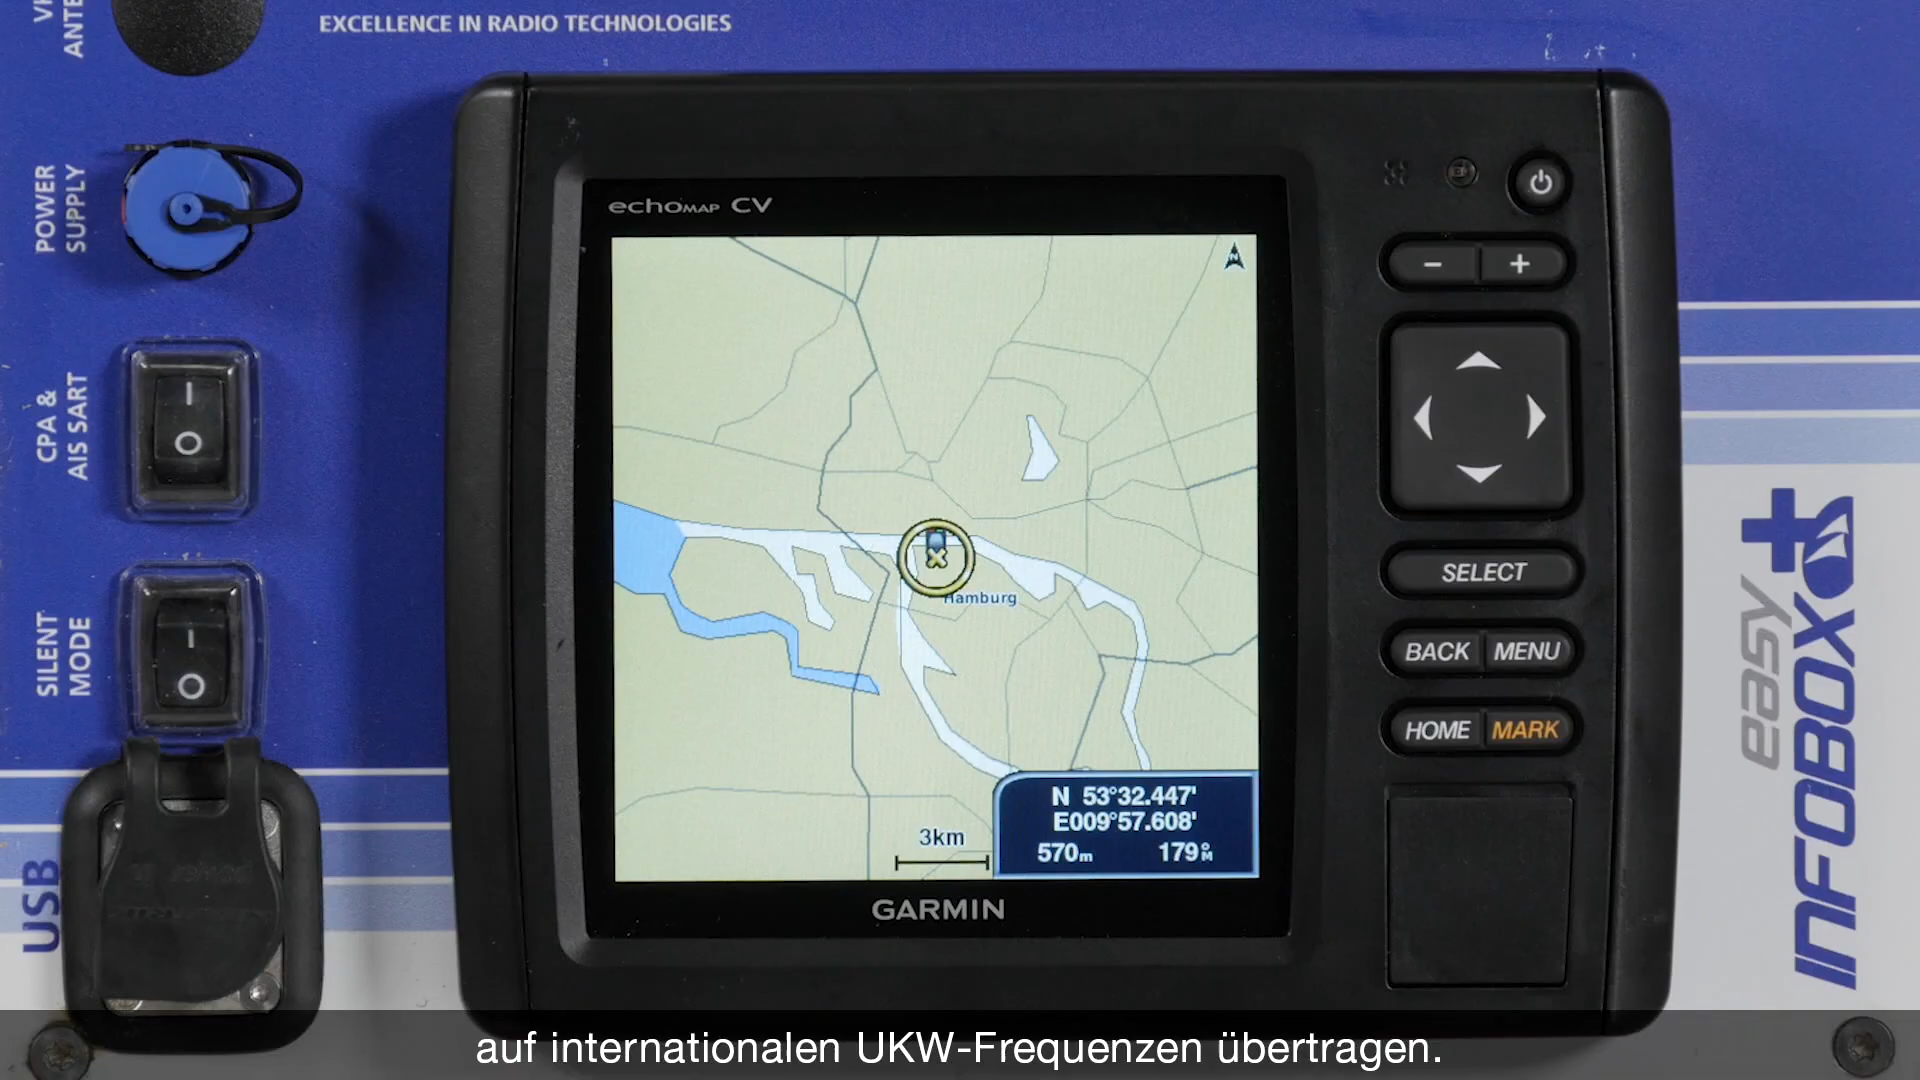 EXCELLENCE IN RADIO TECHNOLOGIES
ANTE
POWER
SUPPLY
CPA &
AIS SART
SILENT
MODE
USB
echoMAP CV
N
Hamburg
3km
N 53°32.447'
E009°57.608'
570m 179°M
GARMIN
- +
SELECT
BACK MENU
HOME MARK
easy
INFOBOX+
auf internationalen UKW-Frequenzen übertragen.